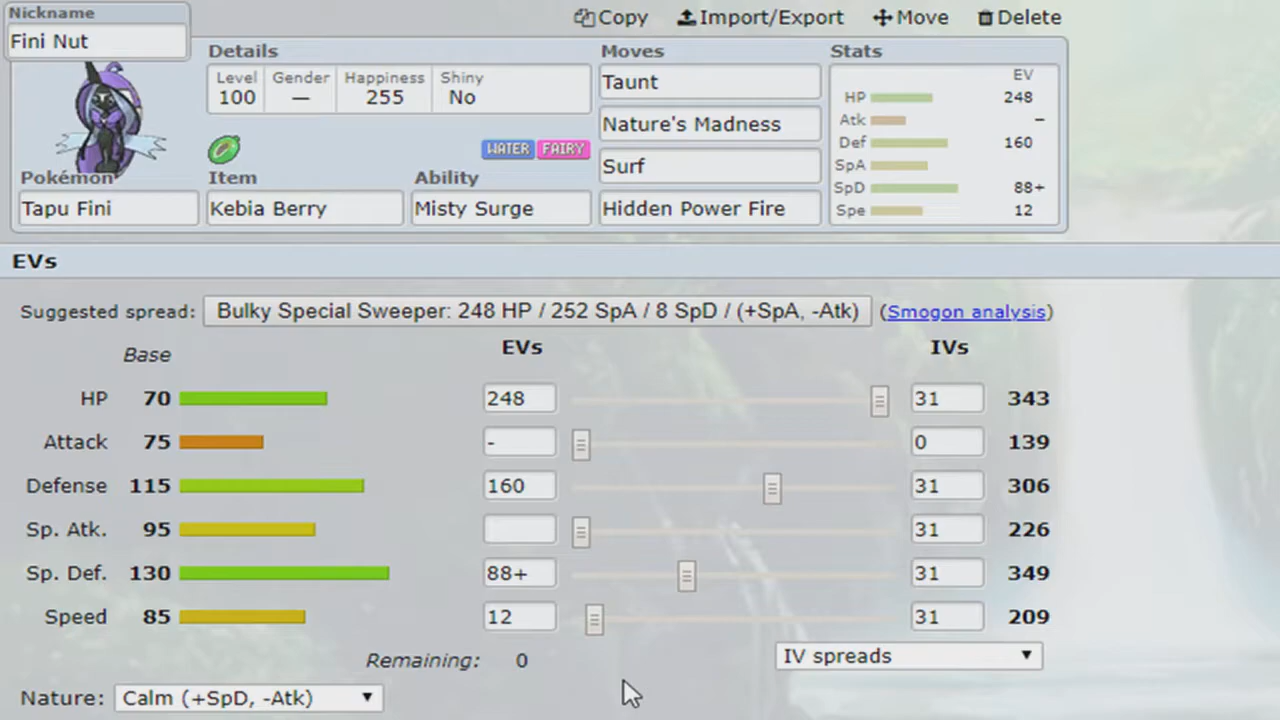 Nickname
Fini Nut
Copy Import/Export Move Delete
Details
Level Gender Happiness Shiny
100 — 255 No
WATER FAIRY
Pokémon Item Ability
Tapu Fini Kebia Berry Misty Surge
Moves
Taunt
Nature's Madness
Surf
Hidden Power Fire
Stats
EV
HP 248
Atk –
Def 160
SpA
SpD 88+
Spe 12
EVs
Suggested spread: Bulky Special Sweeper: 248 HP / 252 SpA / 8 SpD / (+SpA, -Atk) (Smogon analysis)
Base EVs IVs
HP 70 248 31 343
Attack 75 - 0 139
Defense 115 160 31 306
Sp. Atk. 95 31 226
Sp. Def. 130 88+ 31 349
Speed 85 12 31 209
Remaining: 0 IV spreads
Nature: Calm (+SpD, -Atk)